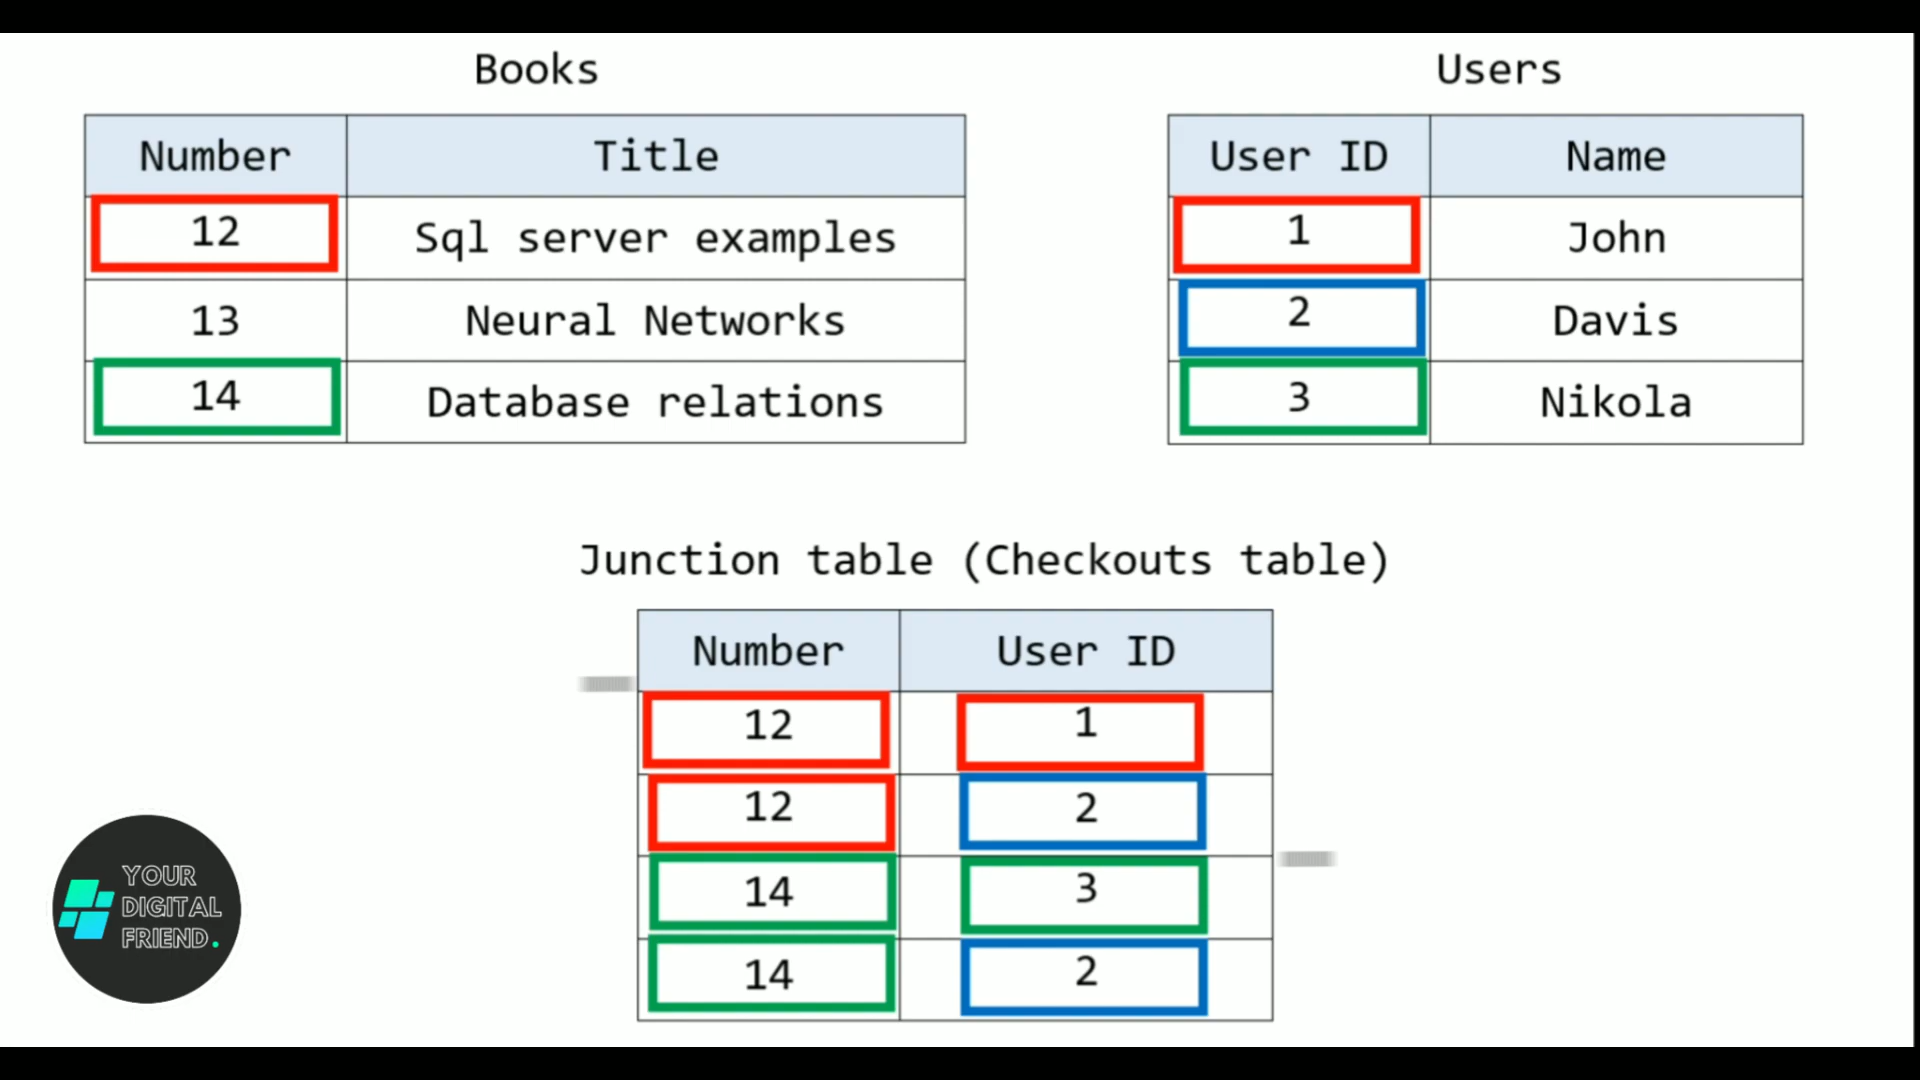 Books
Number Title
12 Sql server examples
13 Neural Networks
14 Database relations
Users
User ID Name
1 John
2 Davis
3 Nikola
Junction table (Checkouts table)
Number User ID
12 1
12 2
14 3
14 2
YOUR
DIGITAL
FRIEND.